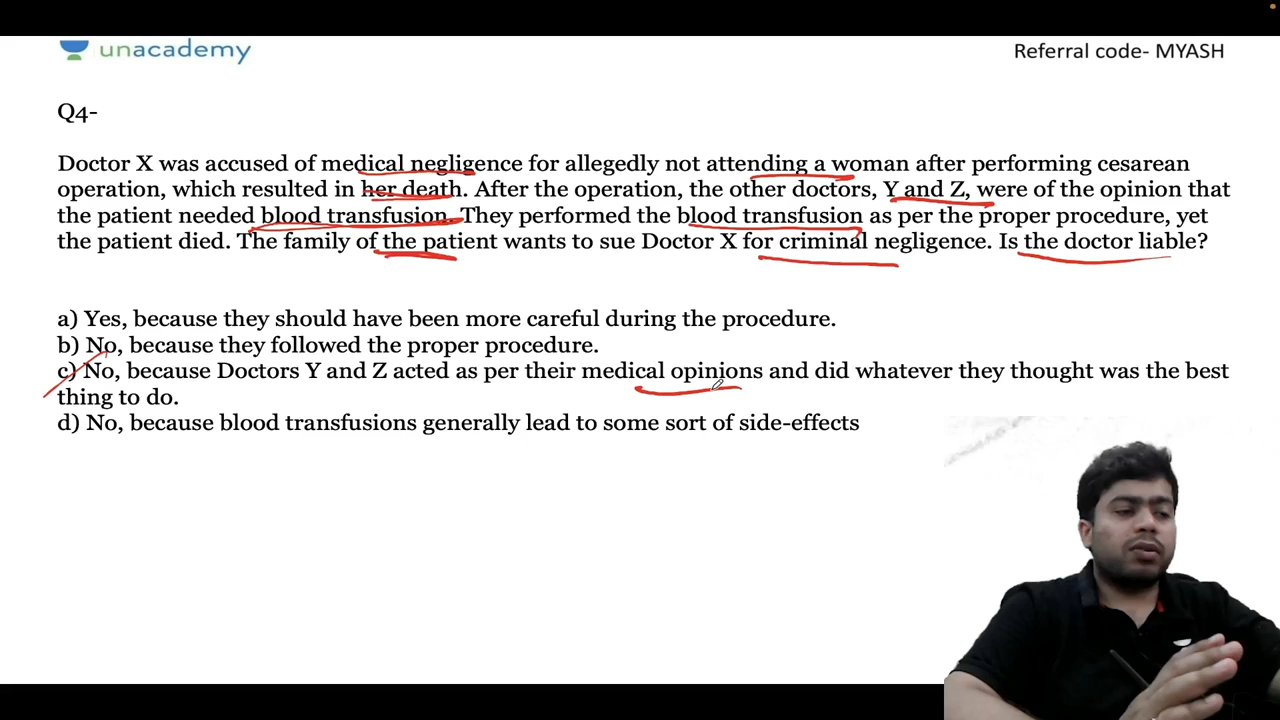 unacademy
Referral code- MYASH
Q4-
Doctor X was accused of medical negligence for allegedly not attending a woman after performing cesarean
operation, which resulted in her death. After the operation, the other doctors, Y and Z, were of the opinion that
the patient needed blood transfusion. They performed the blood transfusion as per the proper procedure, yet
the patient died. The family of the patient wants to sue Doctor X for criminal negligence. Is the doctor liable?
a) Yes, because they should have been more careful during the procedure.
b) No, because they followed the proper procedure.
c) No, because Doctors Y and Z acted as per their medical opinions and did whatever they thought was the best
thing to do.
d) No, because blood transfusions generally lead to some sort of side-effects